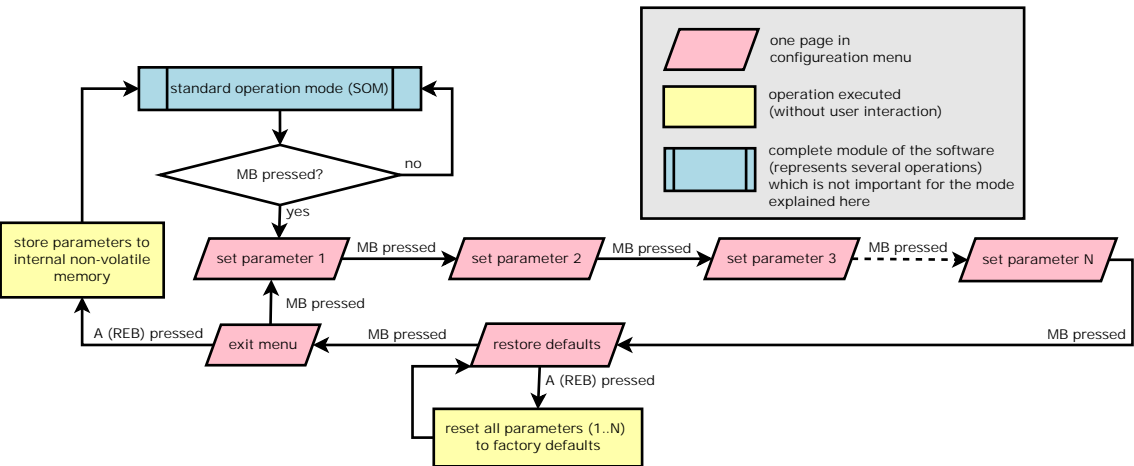 one page in
configureation menu
operation executed
(without user interaction)
complete module of the software
(represents several operations)
which is not important for the mode
explained here
standard operation mode (SOM)
MB pressed?
no
yes
store parameters to
internal non-volatile
memory
set parameter 1
MB pressed
set parameter 2
MB pressed
set parameter 3
MB pressed
set parameter N
MB pressed
A (REB) pressed
exit menu
MB pressed
restore defaults
MB pressed
A (REB) pressed
reset all parameters (1..N)
to factory defaults